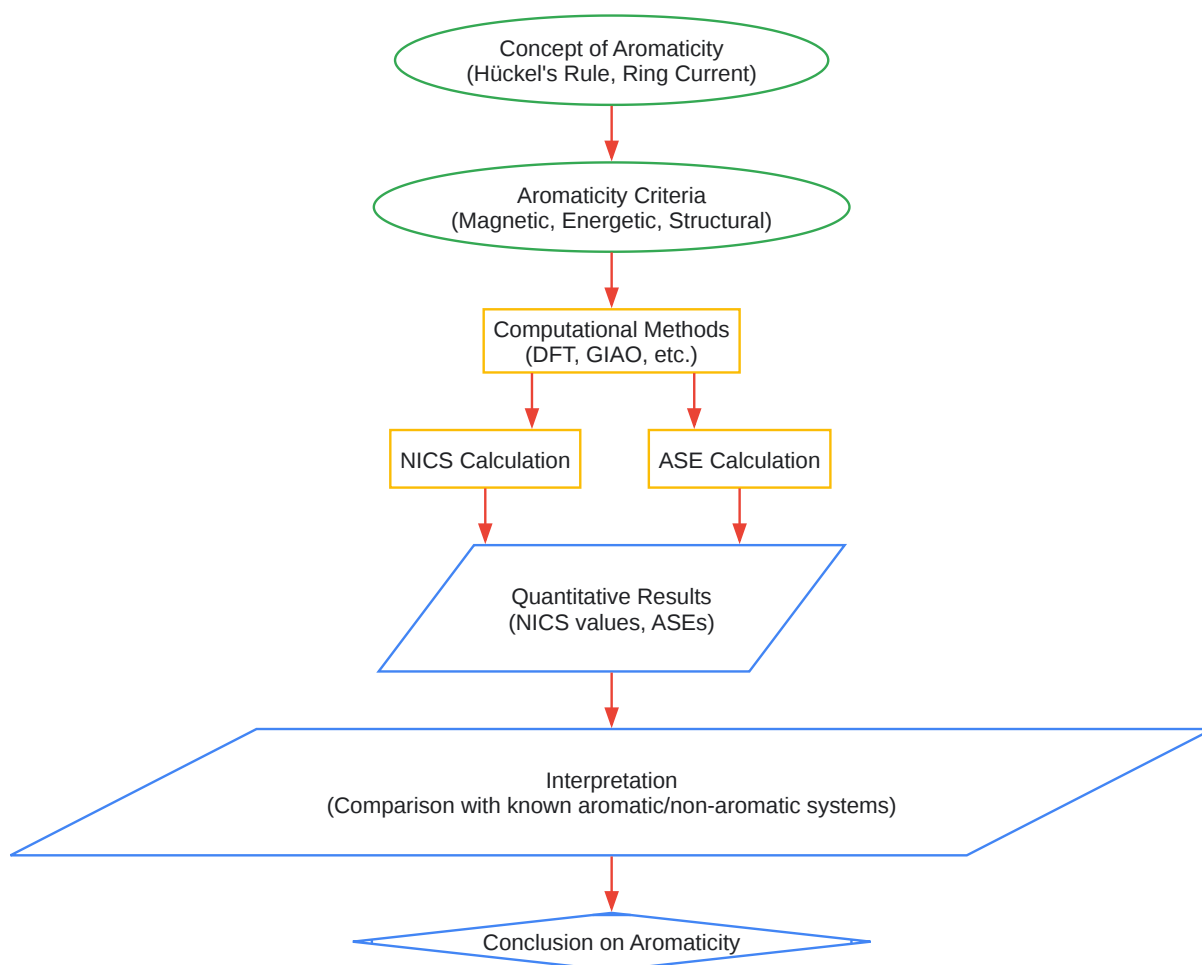 Concept of Aromaticity
(Hückel's Rule, Ring Current)
Aromaticity Criteria
(Magnetic, Energetic, Structural)
Computational Methods
(DFT, GIAO, etc.)
NICS Calculation
ASE Calculation
Quantitative Results
(NICS values, ASEs)
Interpretation
(Comparison with known aromatic/non-aromatic systems)
Conclusion on Aromaticity